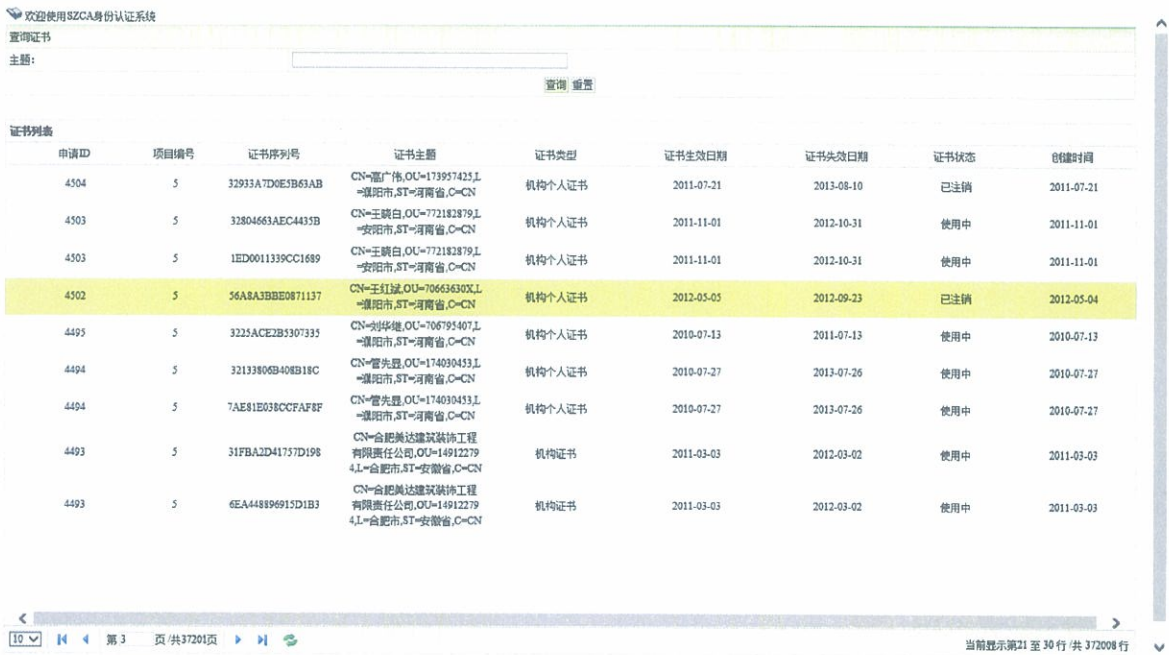 欢迎使用SZCA身份认证系统
查询证书
主题:
查询 重置
证书列表
申请ID 项目编号 证书序列号 证书主题 证书类型 证书生效日期 证书失效日期 证书状态 创建时间
CN=高广伟,OU=173957425,L
4504 5 32933A7D0E5B63AB 机构个人证书 2011-07-21 2013-08-10 已注销 2011-07-21
=濮阳市,ST=河南省,C=CN
CN=王晓白,OU=772182879,L
4503 5 32804663AEC4435B 机构个人证书 2011-11-01 2012-10-31 使用中 2011-11-01
=安阳市,ST=河南省,C=CN
CN=王晓白,OU=772182879,L
4503 5 1ED0011339CC1689 机构个人证书 2011-11-01 2012-10-31 使用中 2011-11-01
=安阳市,ST=河南省,C=CN
CN=王红斌,OU=70663630X,L
4502 5 56A8A3BBE0871137 机构个人证书 2012-05-05 2012-09-23 已注销 2012-05-04
=濮阳市,ST=河南省,C=CN
CN=刘华继,OU=706795407,L
4495 5 3225ACE2B5307335 机构个人证书 2010-07-13 2011-07-13 使用中 2010-07-13
=濮阳市,ST=河南省,C=CN
CN=管先显,OU=174030453,L
4494 5 32133806B408B18C 机构个人证书 2010-07-27 2013-07-26 使用中 2010-07-27
=濮阳市,ST=河南省,C=CN
CN=管先显,OU=174030453,L
4494 5 7AE81E038CCFAF8F 机构个人证书 2010-07-27 2013-07-26 使用中 2010-07-27
=濮阳市,ST=河南省,C=CN
CN=合肥美达建筑装饰工程
4493 5 31FBA2D41757D198 有限责任公司,OU=14912279 机构证书 2011-03-03 2012-03-02 使用中 2011-03-03
4,L=合肥市,ST=安徽省,C=CN
CN=合肥美达建筑装饰工程
4493 5 6EA448896915D1B3 有限责任公司,OU=14912279 机构证书 2011-03-03 2012-03-02 使用中 2011-03-03
4,L=合肥市,ST=安徽省,C=CN
10 第 3 页/共37201页 当前显示第21 至 30 行/共 372008 行